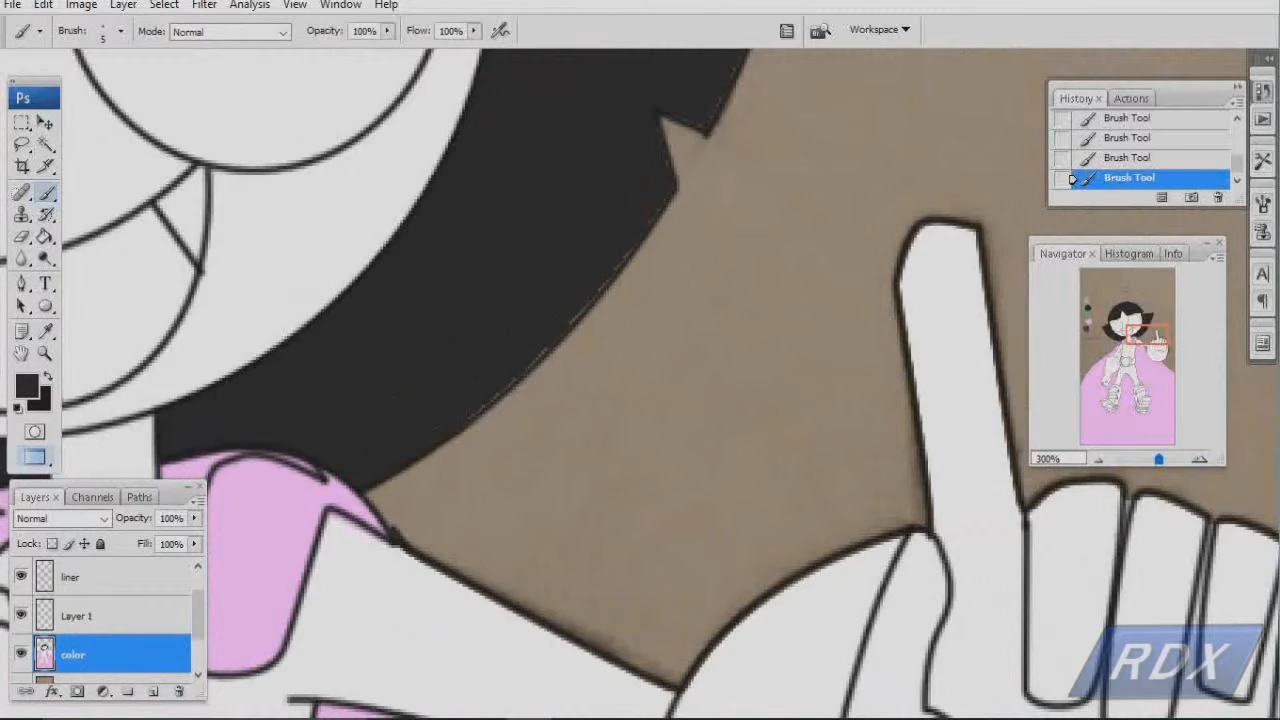 File Edit Image Layer Select Filter Analysis View Window Help
Brush: 5 Mode: Normal Opacity: 100% Flow: 100% Workspace
Ps
History Actions
Brush Tool
Brush Tool
Brush Tool
Brush Tool
Navigator Histogram Info
300%
Layers Channels Paths
Normal Opacity: 100%
Lock: Fill: 100%
liner
Layer 1
color
RDX